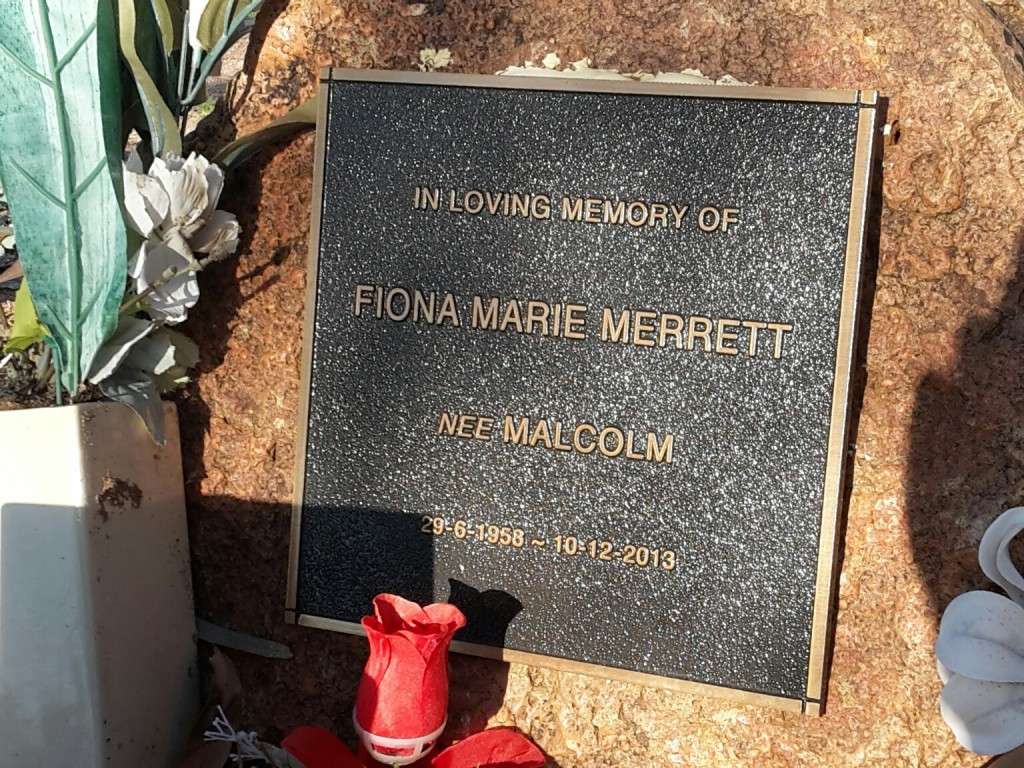 IN LOVING MEMORY OF
FIONA MARIE MERRETT
NEE MALCOLM
29-6-1958 ~ 10-12-2013